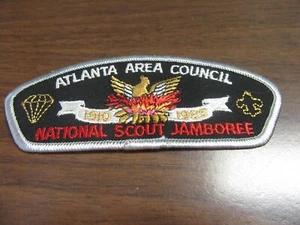 ATLANTA AREA COUNCIL
1910 1985
NATIONAL SCOUT JAMBOREE